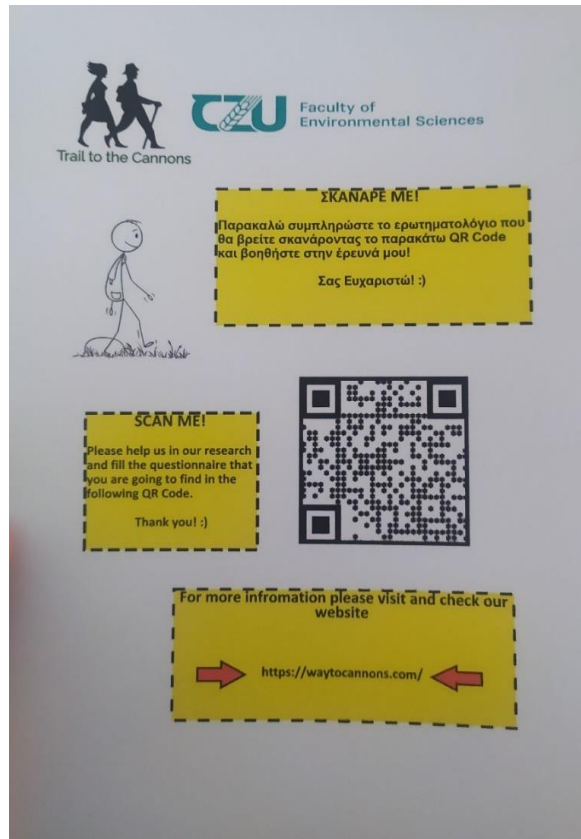 Trail to the Cannons
CZU
Faculty of
Environmental Sciences
ΣΚΑΝΑΡΕ ΜΕ!
Παρακαλώ συμπληρώστε το ερωτηματολόγιο που
θα βρείτε σκανάροντας το παρακάτω QR Code
και βοηθήστε στην έρευνά μου!
Σας Ευχαριστώ! :)
SCAN ME!
Please help us in our research
and fill the questionnaire that
you are going to find in the
following QR Code.
Thank you! :)
For more infromation please visit and check our
website
https://waytocannons.com/